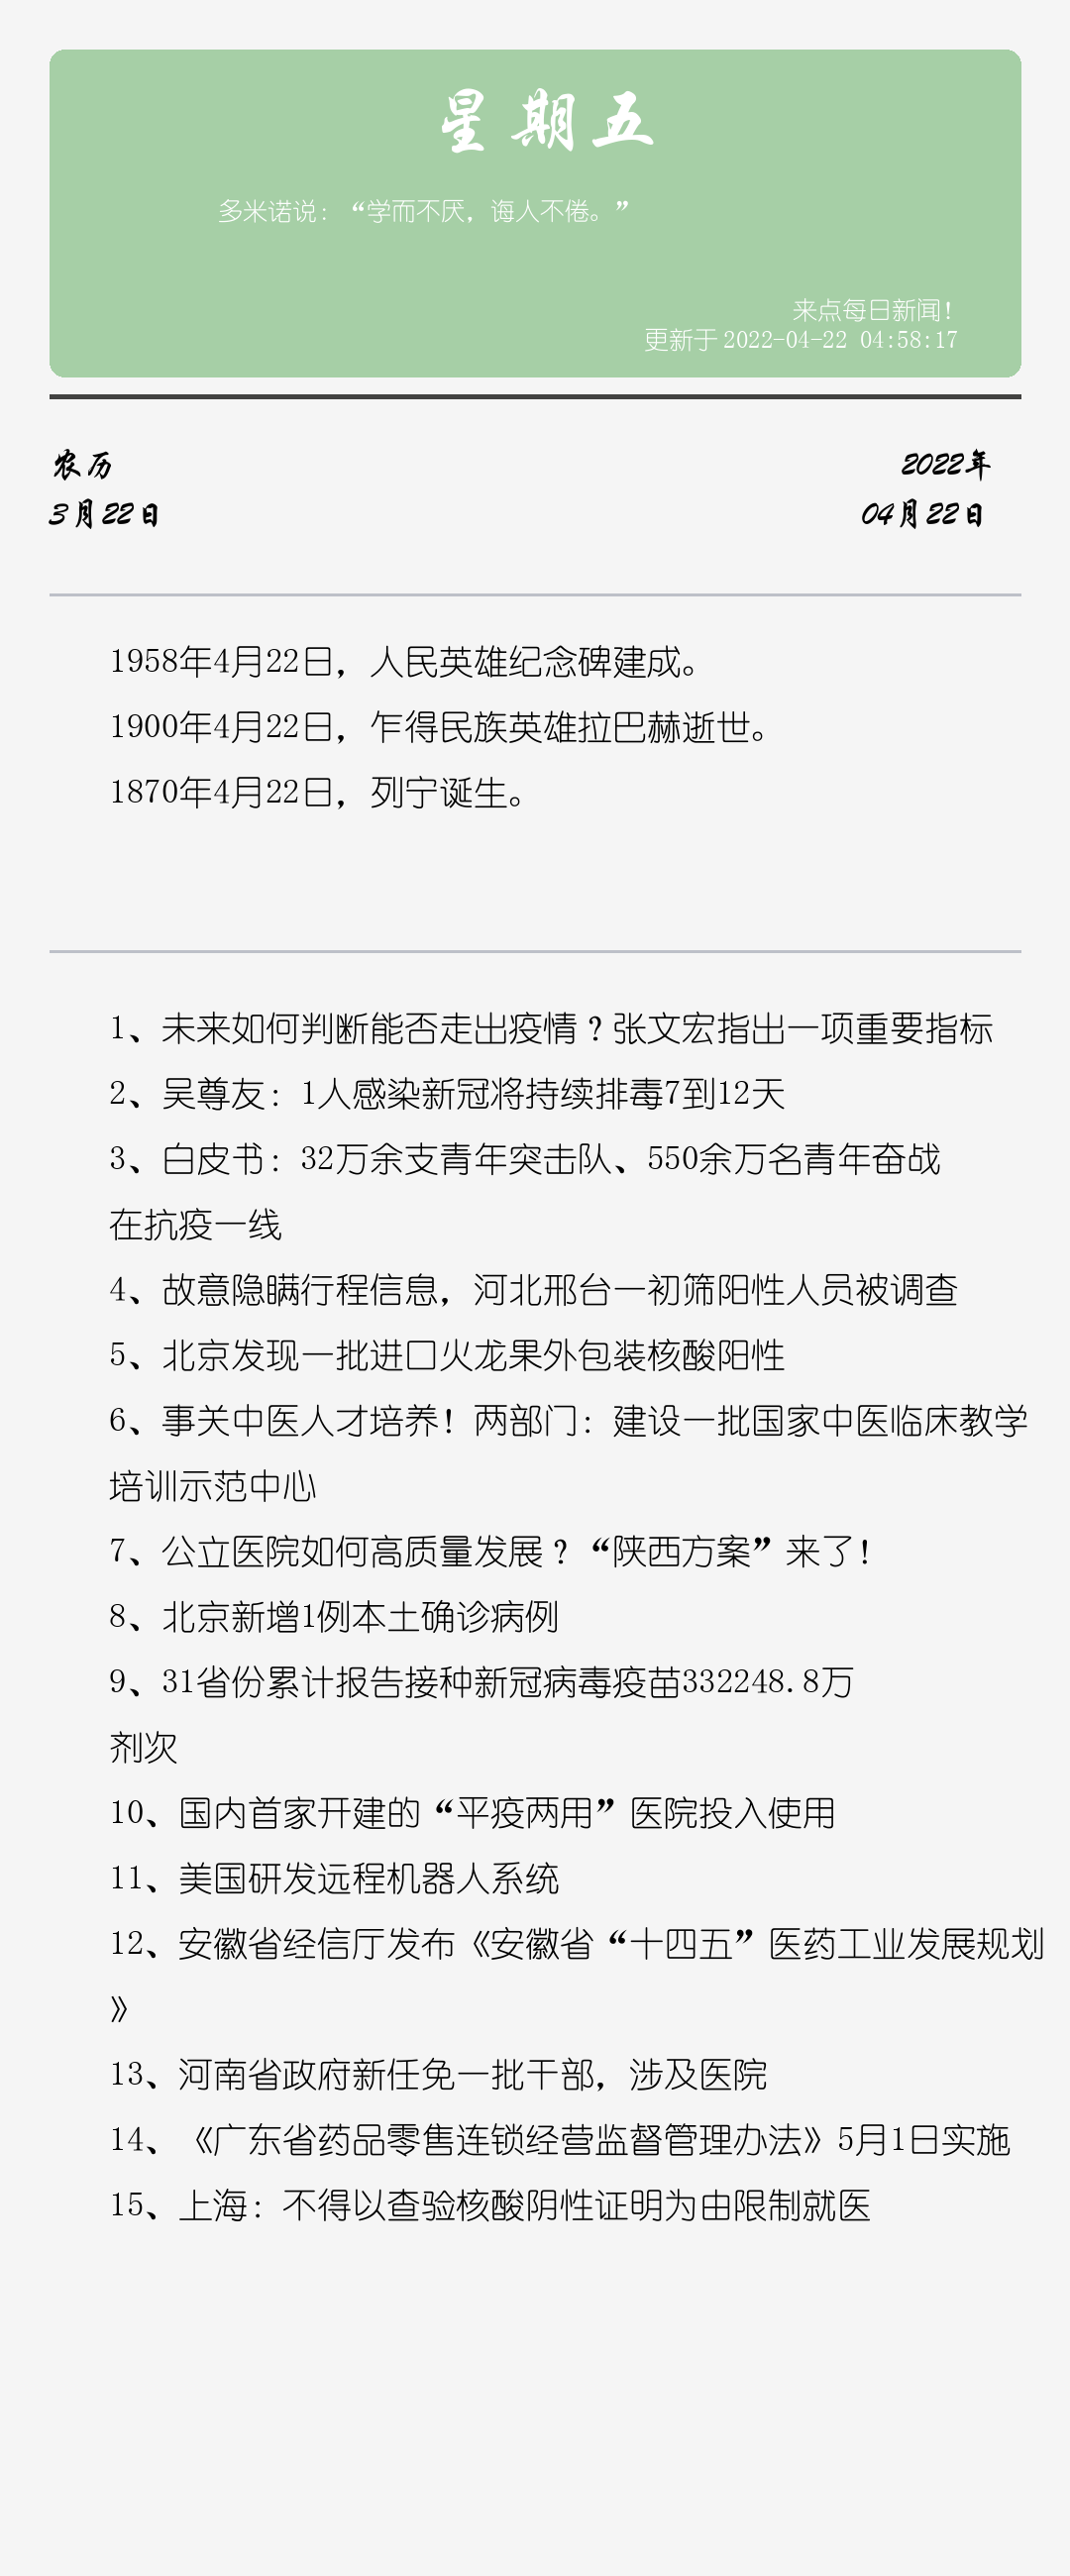 星期五
多米诺说：“学而不厌，诲人不倦。”
来点每日新闻！
更新于 2022-04-22 04:58:17
农历
2022年
3月22日
04月22日
1958年4月22日，人民英雄纪念碑建成。
1900年4月22日，乍得民族英雄拉巴赫逝世。
1870年4月22日，列宁诞生。
1、未来如何判断能否走出疫情？张文宏指出一项重要指标
2、吴尊友：1人感染新冠将持续排毒7到12天
3、白皮书：32万余支青年突击队、550余万名青年奋战
在抗疫一线
4、故意隐瞒行程信息，河北邢台一初筛阳性人员被调查
5、北京发现一批进口火龙果外包装核酸阳性
6、事关中医人才培养！两部门：建设一批国家中医临床教学
培训示范中心
7、公立医院如何高质量发展？“陕西方案”来了！
8、北京新增1例本土确诊病例
9、31省份累计报告接种新冠病毒疫苗332248.8万
剂次
10、国内首家开建的“平疫两用”医院投入使用
11、美国研发远程机器人系统
12、安徽省经信厅发布《安徽省“十四五”医药工业发展规划
》
13、河南省政府新任免一批干部，涉及医院
14、《广东省药品零售连锁经营监督管理办法》5月1日实施
15、上海：不得以查验核酸阴性证明为由限制就医